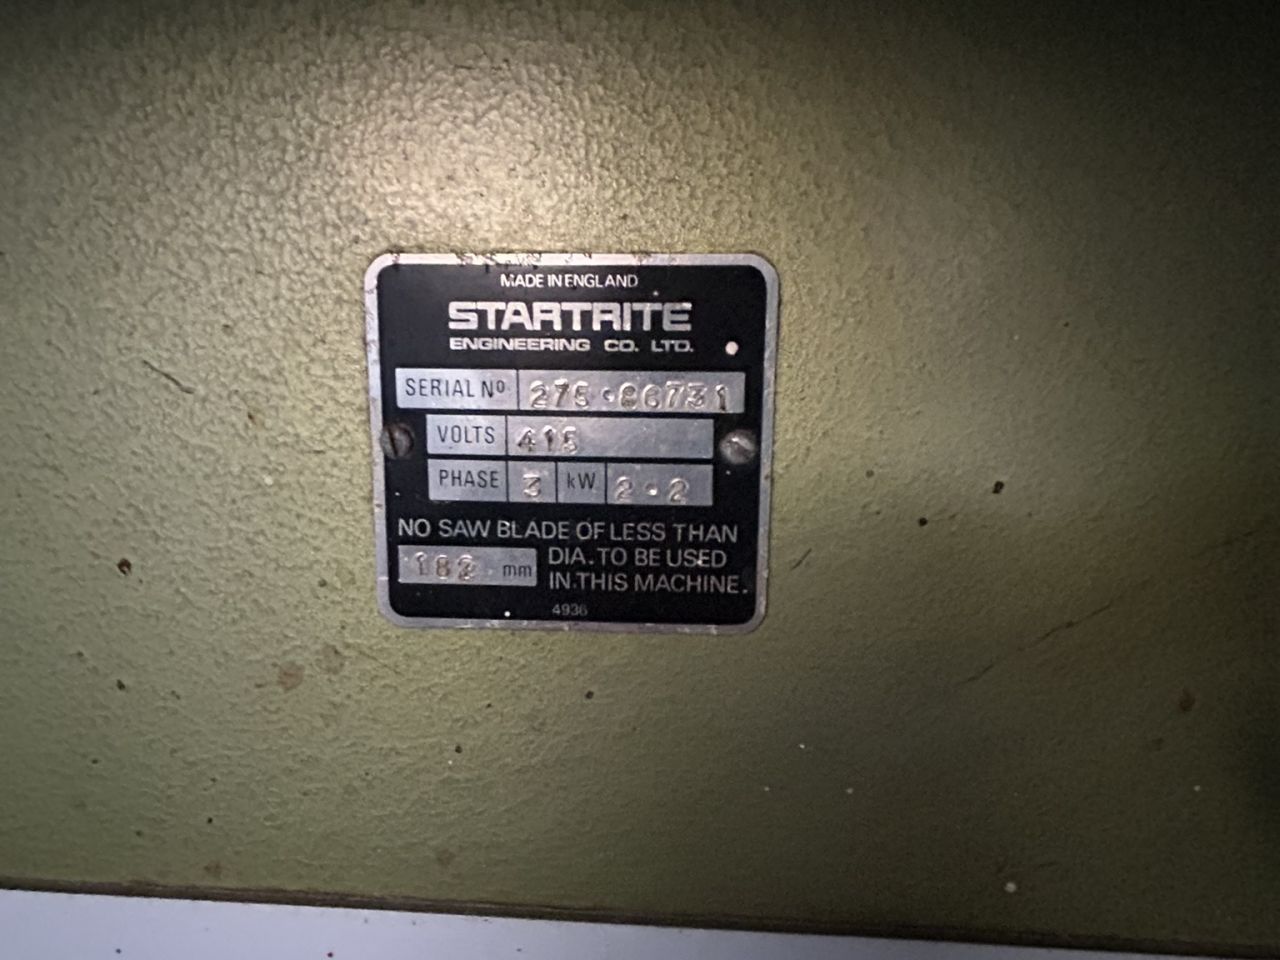 MADE IN ENGLAND
STARTRITE
ENGINEERING CO. LTD.
SERIAL Nº 275·86731
VOLTS 415
PHASE 3 kW 2·2
NO SAW BLADE OF LESS THAN
183 mm DIA. TO BE USED
IN THIS MACHINE.
4936